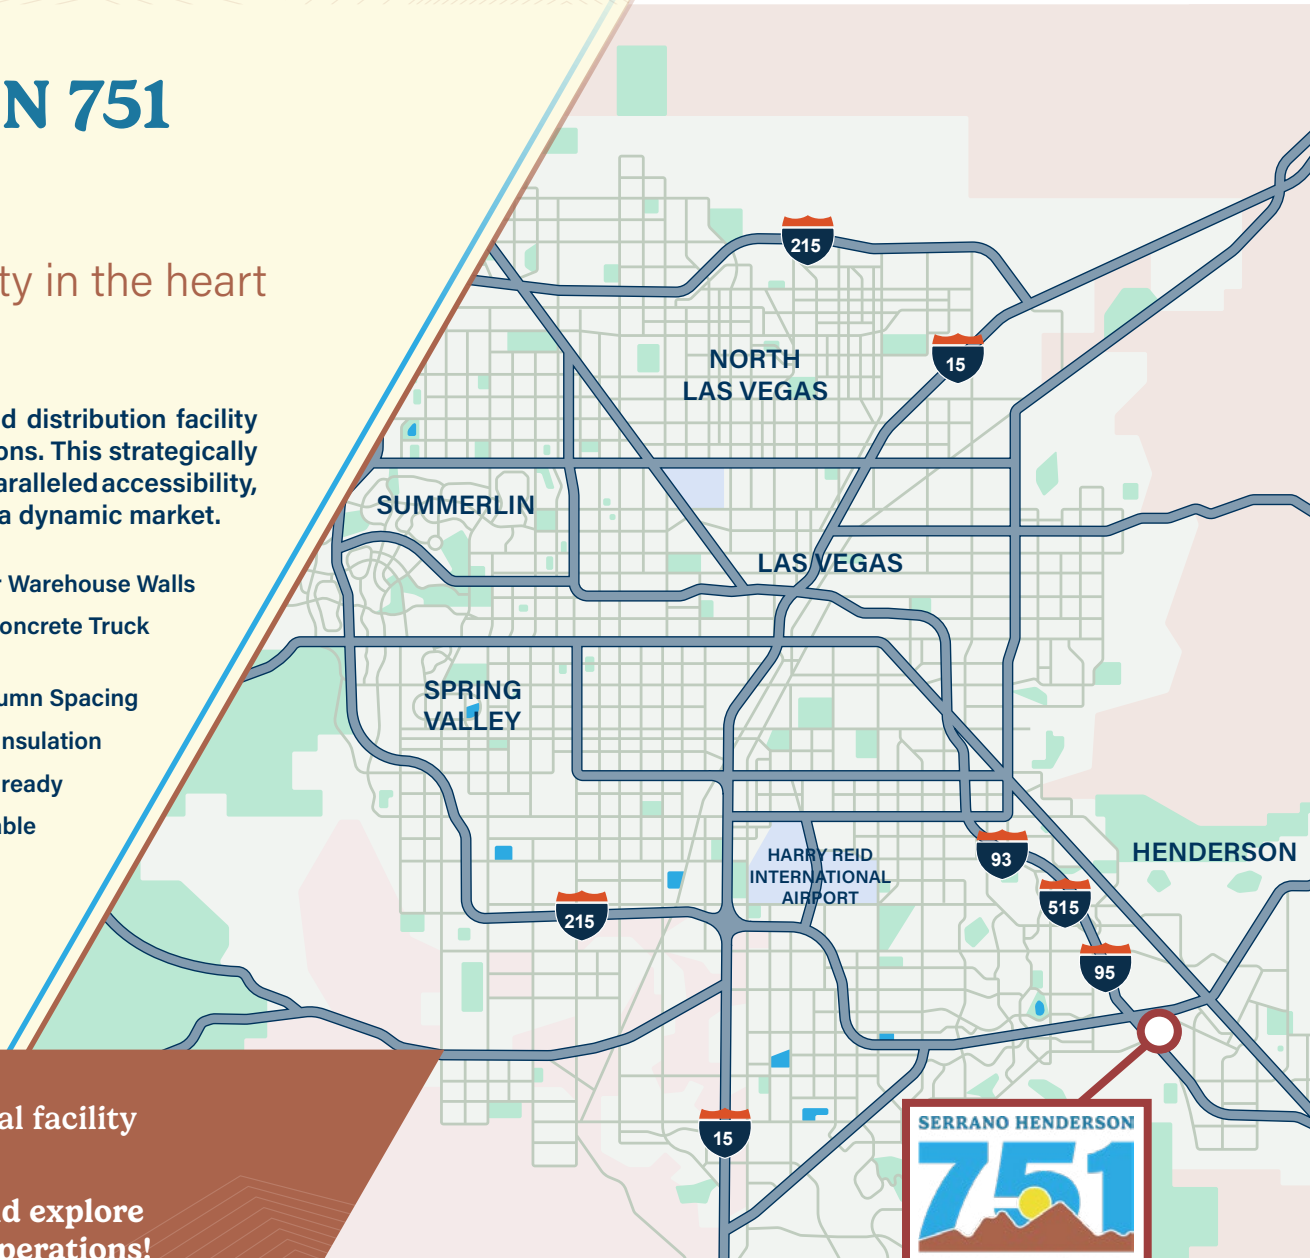 N 751
ty in the heart
d distribution facility
ons. This strategically
aralleled accessibility,
a dynamic market.
r Warehouse Walls
oncrete Truck
umn Spacing
nsulation
ready
able
al facility
d explore
perations!
215
15
NORTH
LAS VEGAS
SUMMERLIN
LAS VEGAS
SPRING
VALLEY
HARRY REID
INTERNATIONAL
AIRPORT
93
HENDERSON
515
215
95
15
SERRANO HENDERSON
751